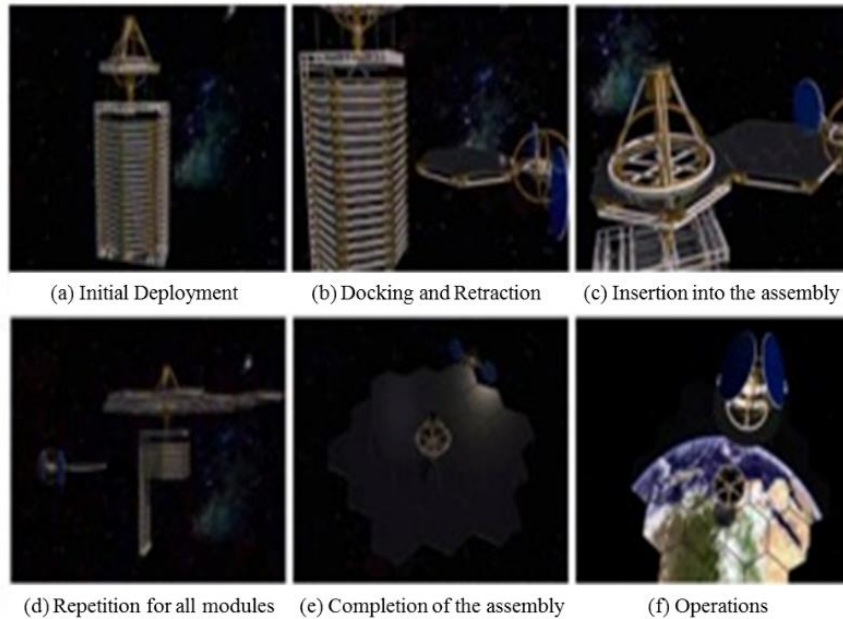 (a) Initial Deployment
(b) Docking and Retraction
(c) Insertion into the assembly
(d) Repetition for all modules
(e) Completion of the assembly
(f) Operations